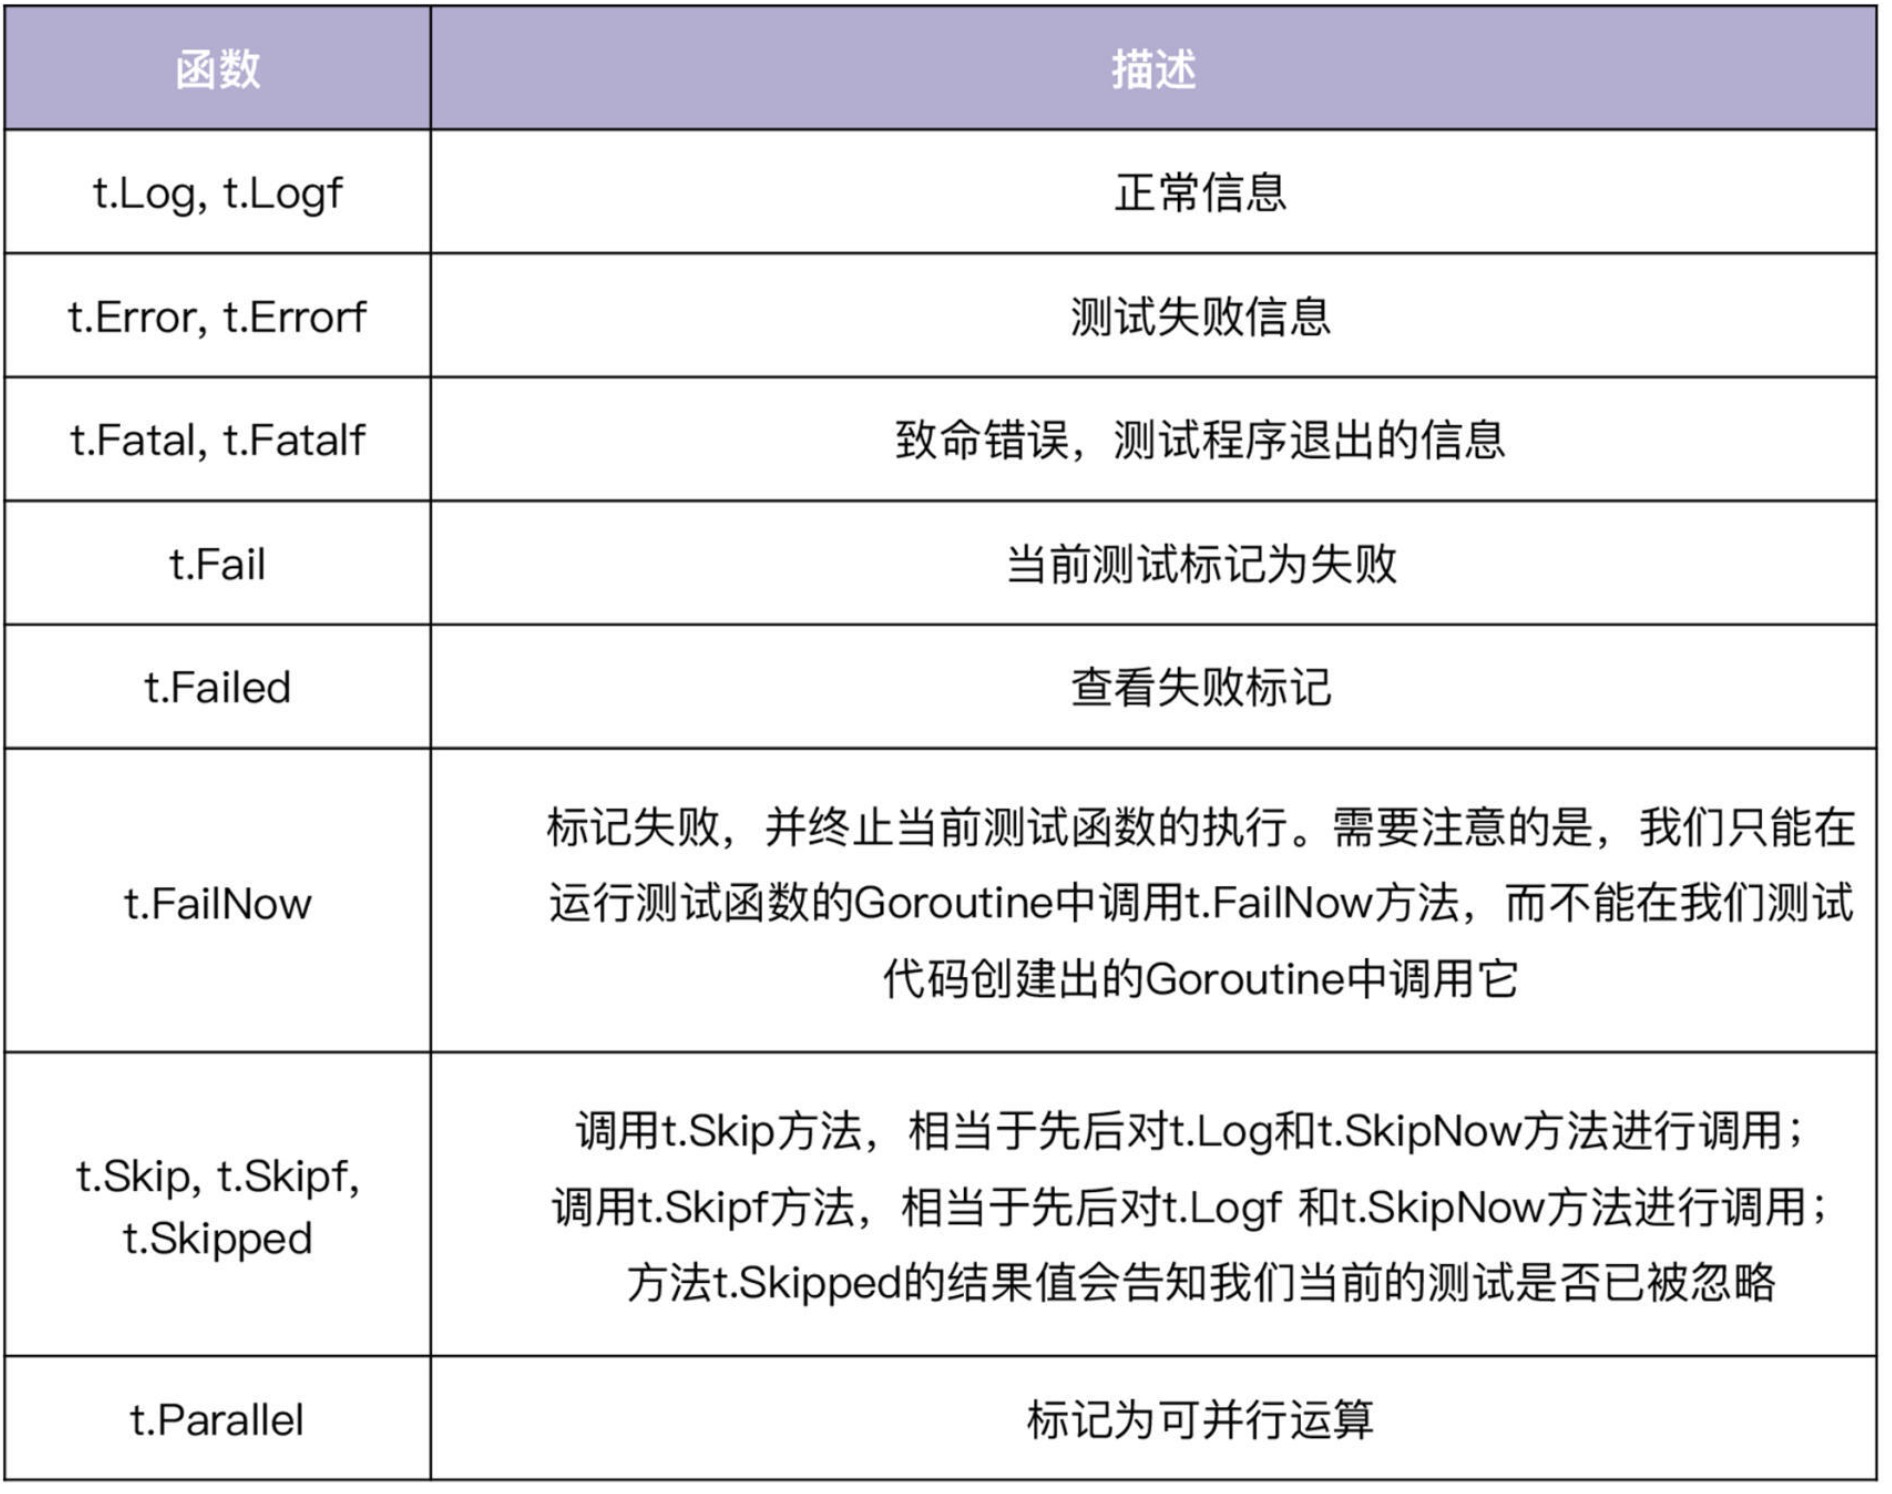 函数
描述
t.Log, t.Logf
正常信息
t.Error, t.Errorf
测试失败信息
t.Fatal, t.Fatalf
致命错误，测试程序退出的信息
t.Fail
当前测试标记为失败
t.Failed
查看失败标记
t.FailNow
标记失败，并终止当前测试函数的执行。需要注意的是，我们只能在
运行测试函数的Goroutine中调用t.FailNow方法，而不能在我们测试
代码创建出的Goroutine中调用它
t.Skip, t.Skipf,
t.Skipped
调用t.Skip方法，相当于先后对t.Log和t.SkipNow方法进行调用；
调用t.Skipf方法，相当于先后对t.Logf 和t.SkipNow方法进行调用；
方法t.Skipped的结果值会告知我们当前的测试是否已被忽略
t.Parallel
标记为可并行运算